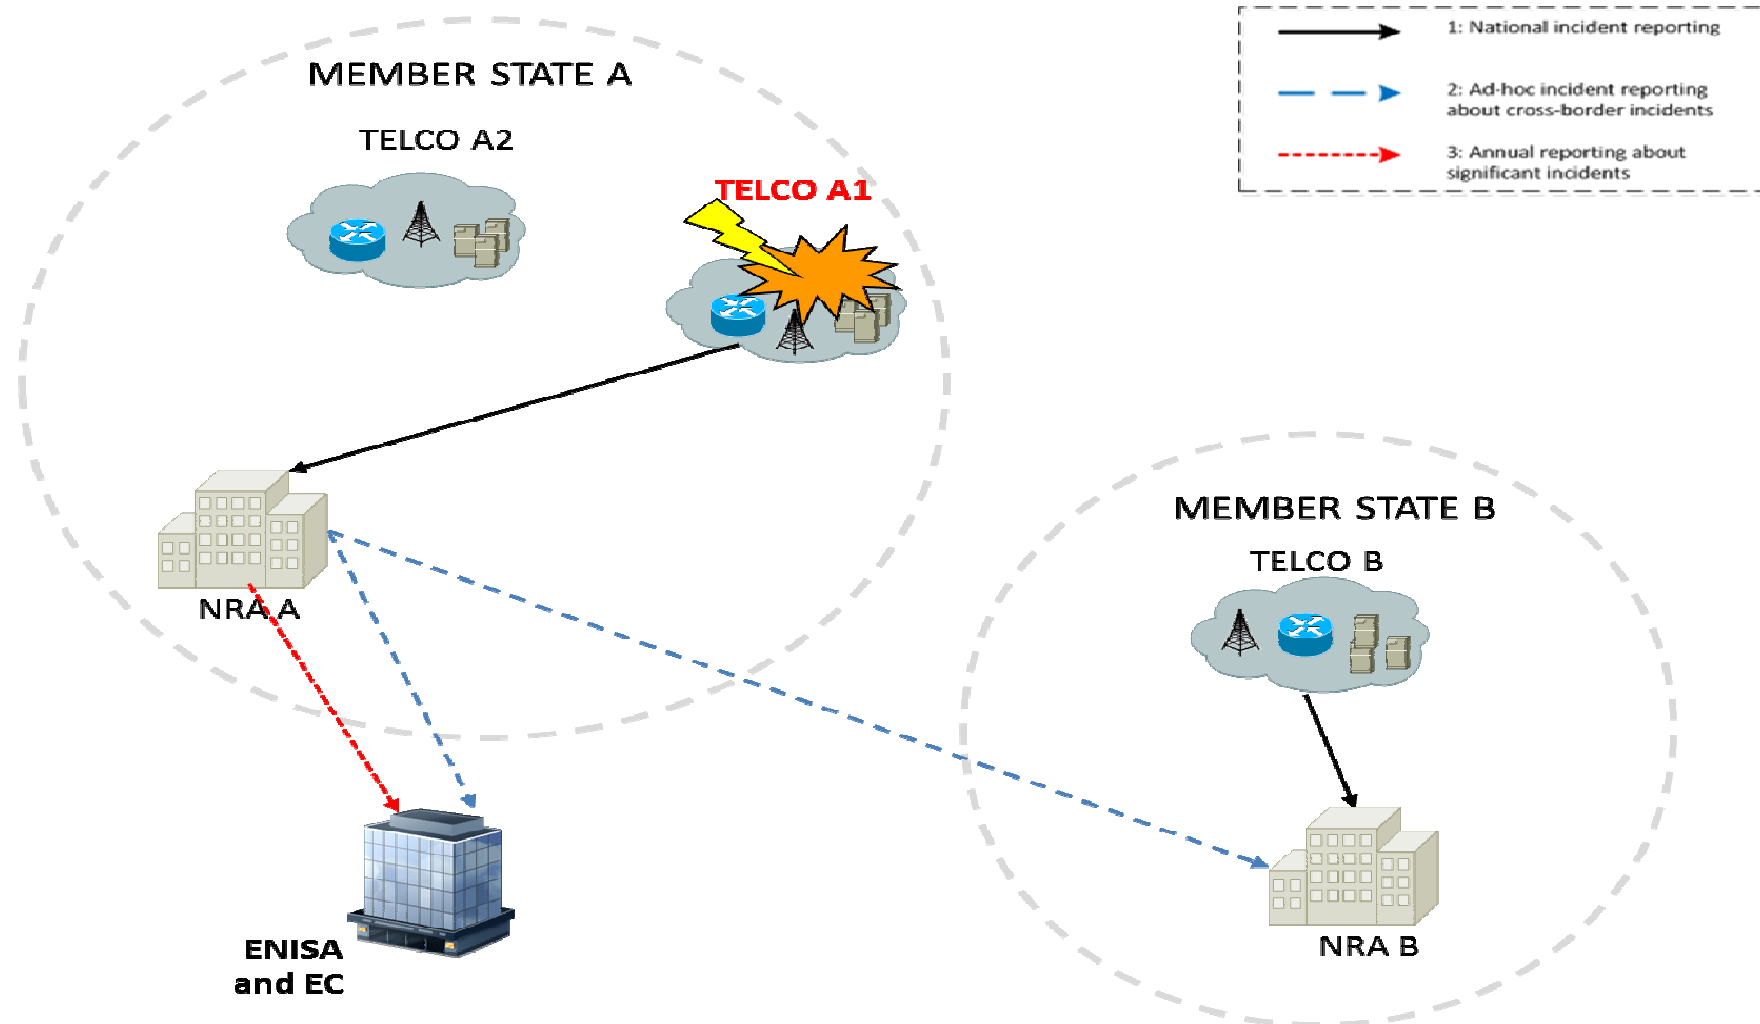 MEMBER STATE A
TELCO A2
TELCO A1
NRA A
ENISA
and EC
1: National incident reporting
2: Ad-hoc incident reporting
about cross-border incidents
3: Annual reporting about
significant incidents
MEMBER STATE B
TELCO B
NRA B